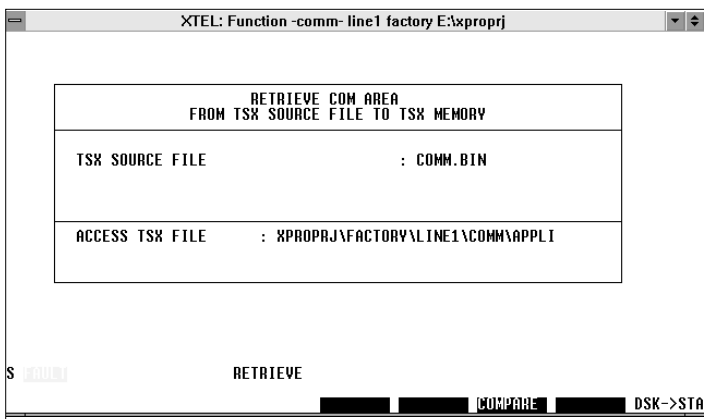 XTEL: Function -comm- line1 factory E:\xproprj
RETRIEVE COM AREA
FROM TSX SOURCE FILE TO TSX MEMORY
TSX SOURCE FILE : COMM.BIN
ACCESS TSX FILE : XPROPRJ\FACTORY\LINE1\COMM\APPLI
S FAULT RETRIEVE
COMPARE DSK->STA